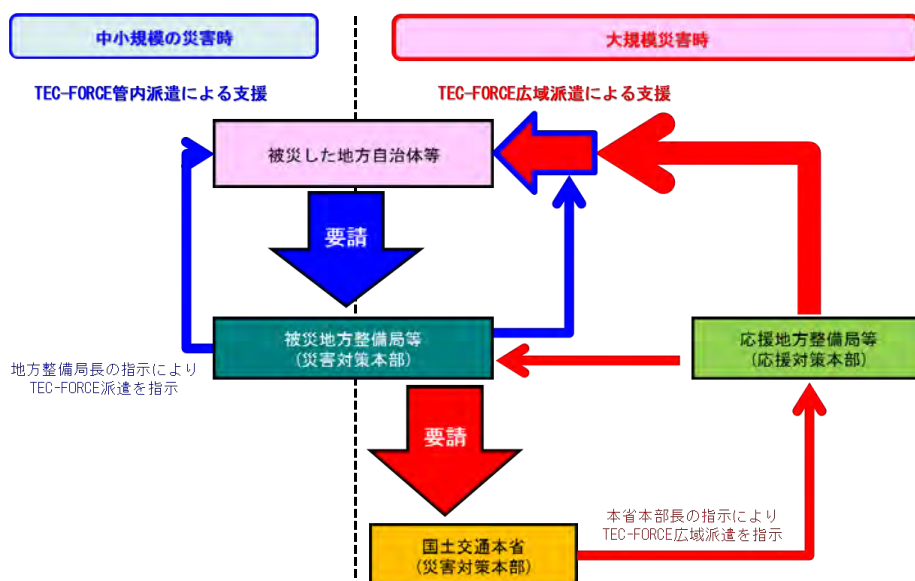 中小規模の災害時
大規模災害時
TEC-FORCE管内派遣による支援
TEC-FORCE広域派遣による支援
被災した地方自治体等
要請
被災地方整備局等
(災害対策本部)
応援地方整備局等
(応援対策本部)
地方整備局長の指示により
TEC-FORCE派遣を指示
要請
国土交通本省
(災害対策本部)
本省本部長の指示により
TEC-FORCE広域派遣を指示